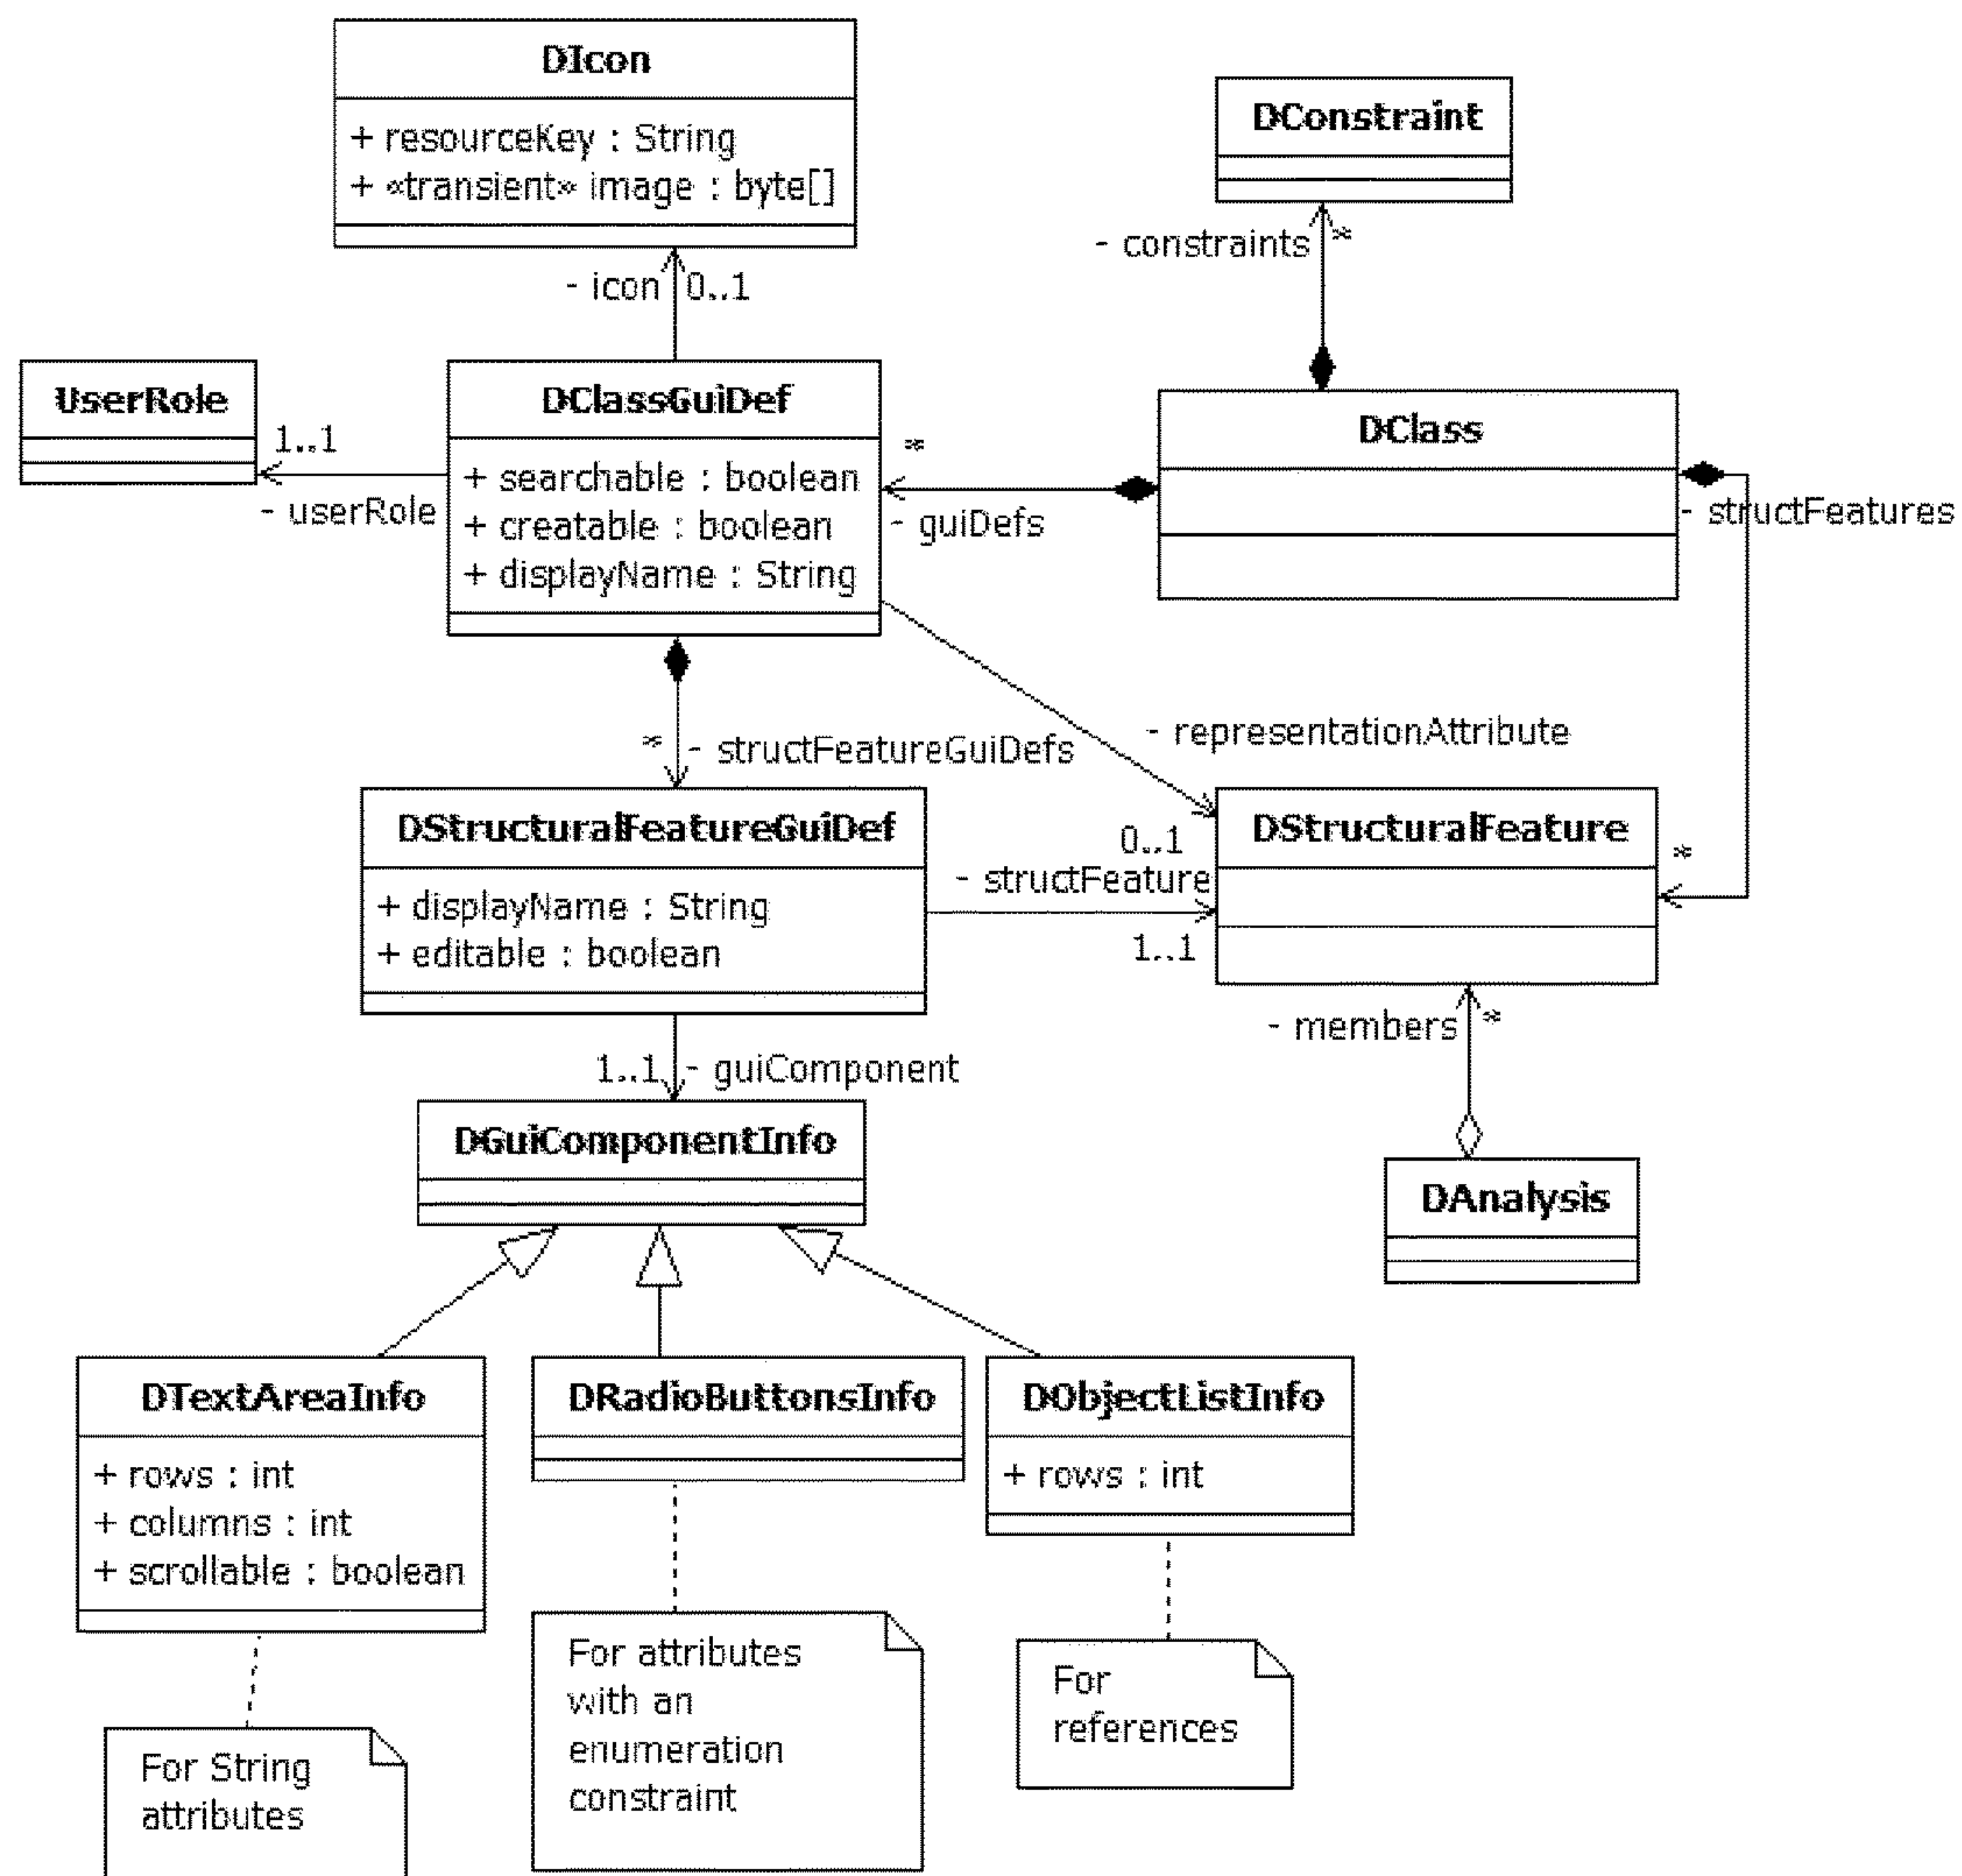 DIcon
+ resourceKey : String
+ «transient» image : byte[]
DConstraint
- constraints
*
- icon
0..1
UserRole
DClassGuiDef
+ searchable : boolean
+ creatable : boolean
+ displayName : String
DClass
1..1
- userRole
*
- guiDefs
- structFeatures
- representationAttribute
* - structFeatureGuiDefs
DStructuralFeatureGuiDef
+ displayName : String
+ editable : boolean
DStructuralFeature
0..1
- structFeature
1..1
*
- members
*
1..1
- guiComponent
DGuiComponentInfo
DAnalysis
DTextAreaInfo
+ rows : int
+ columns : int
+ scrollable : boolean
DRadioButtonsInfo
DObjectListInfo
+ rows : int
For String
attributes
For attributes
with an
enumeration
constraint
For
references